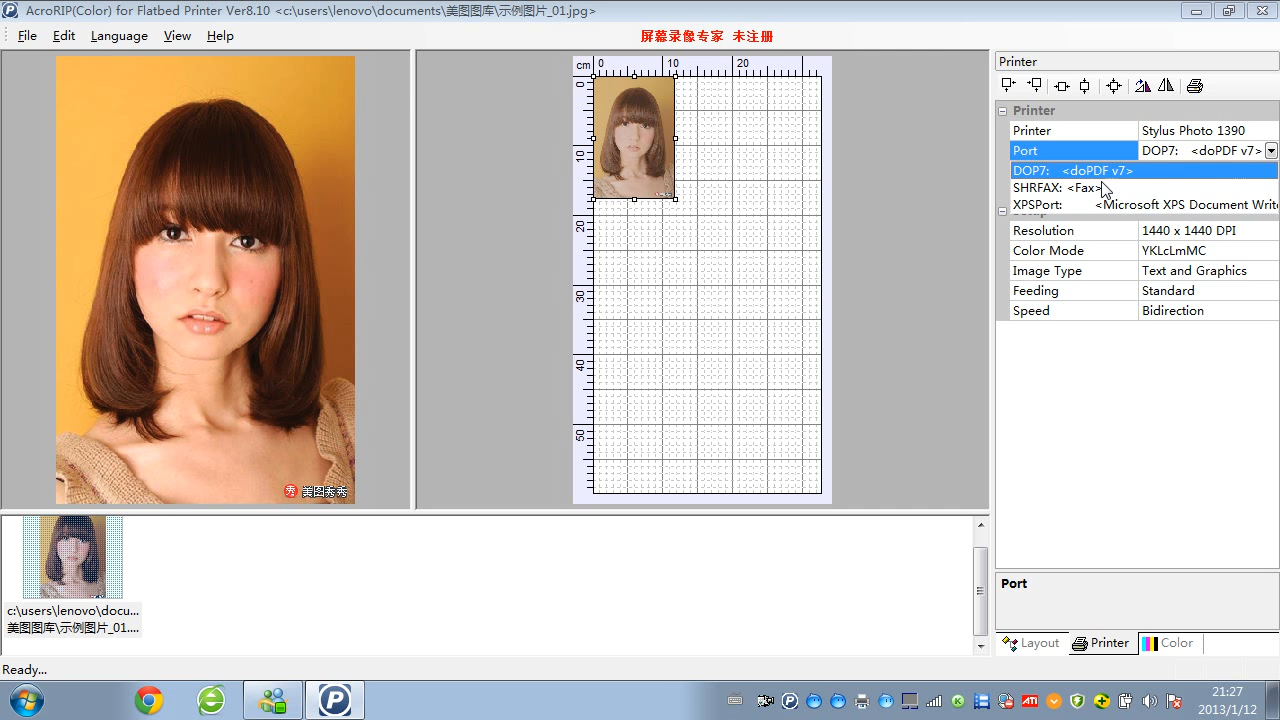 AcroRIP(Color) for Flatbed Printer Ver8.10 <c:\users\lenovo\documents\美图图库\示例图片_01.jpg>
File Edit Language View Help
屏幕录像专家 未注册
cm 0 10 20
0
10
20
30
40
50
秀 美图秀秀
Printer
Printer
Printer Stylus Photo 1390
Port DOP7: <doPDF v7>
DOP7: <doPDF v7>
SHRFAX: <Fax>
XPSPort: <Microsoft XPS Document Write
Resolution 1440 x 1440 DPI
Color Mode YKLcLmMC
Image Type Text and Graphics
Feeding Standard
Speed Bidirection
Port
Layout Printer Color
c:\users\lenovo\docu...
美图图库\示例图片_01....
Ready...
21:27
2013/1/12